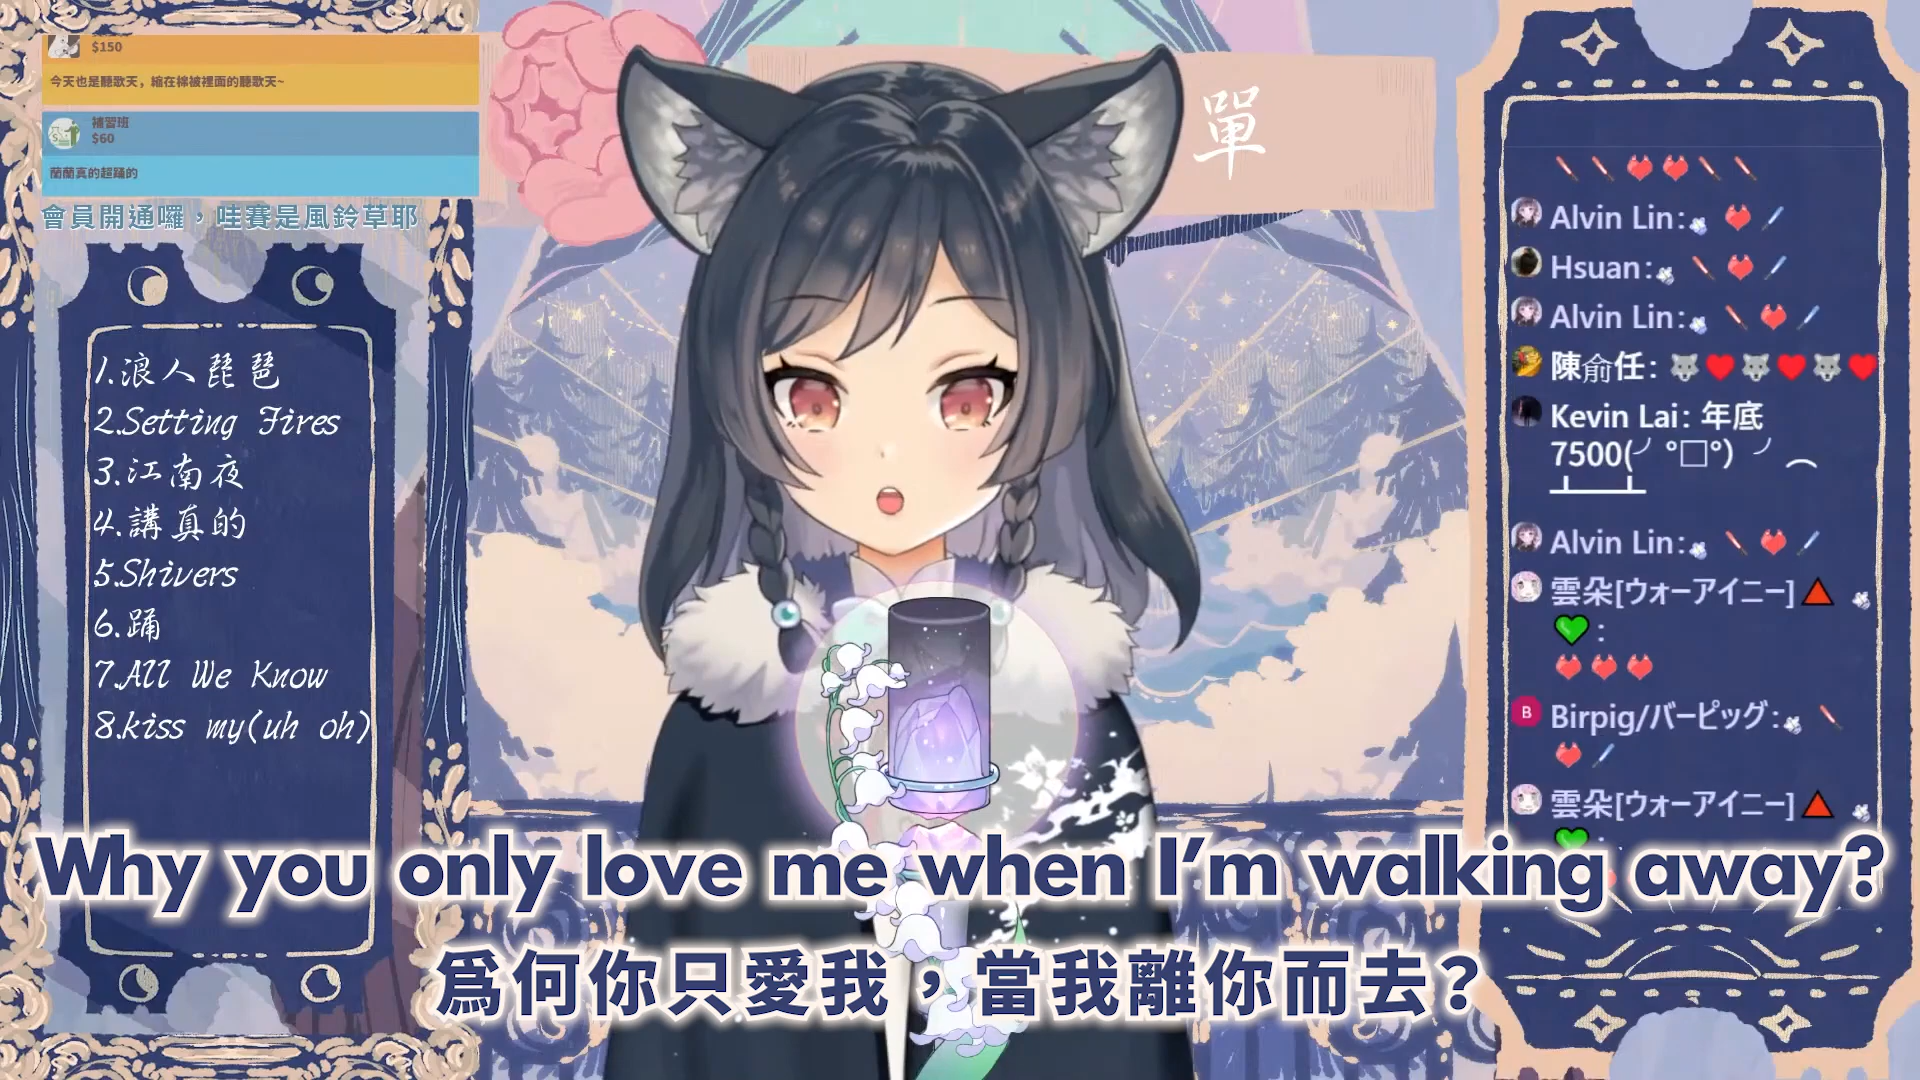 $150
今天也是聽歌天，縮在棉被裡面的聽歌天~
補習班
$60
蘭蘭真的超踊的
會員開通囉，哇賽是風鈴草耶
單
1.浪人琵琶
2.Setting Fires
3.江南夜
4.講真的
5.Shivers
6.踊
7.All We Know
8.kiss my(uh oh)
Alvin Lin:
Hsuan:
Alvin Lin:
陳俞任:
Kevin Lai: 年底
7500(╯°□°) ╯ ︵
┻━┻
Alvin Lin:
雲朵[ウォーアイニー]
:
B
Birpig/バーピッグ:
雲朵[ウォーアイニー]
:
Why you only love me when I'm walking away?
為何你只愛我，當我離你而去？